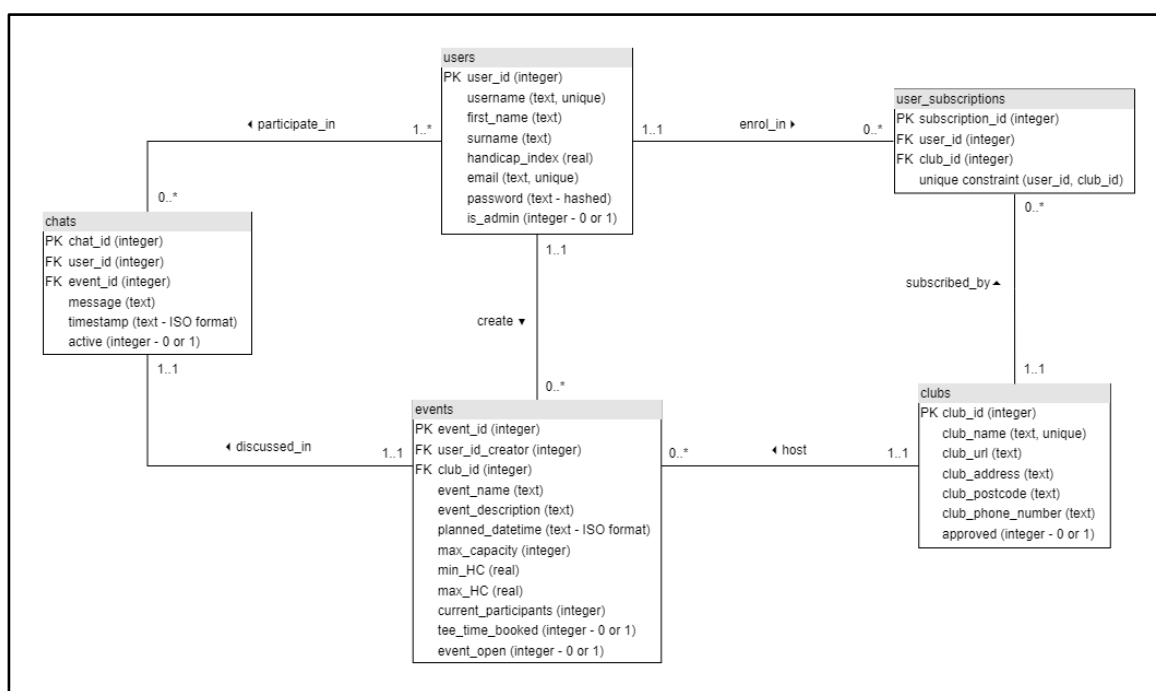 users
PK user_id (integer)
username (text, unique)
first_name (text)
surname (text)
handicap_index (real)
email (text, unique)
password (text - hashed)
is_admin (integer - 0 or 1)
user_subscriptions
PK subscription_id (integer)
FK user_id (integer)
FK club_id (integer)
unique constraint (user_id, club_id)
◂ participate_in
1..*
1..1
enrol_in ▸
0..*
0..*
chats
PK chat_id (integer)
FK user_id (integer)
FK event_id (integer)
message (text)
timestamp (text - ISO format)
active (integer - 0 or 1)
1..1
0..*
subscribed_by ▴
create ▾
1..1
0..*
1..1
events
PK event_id (integer)
FK user_id_creator (integer)
FK club_id (integer)
event_name (text)
event_description (text)
planned_datetime (text - ISO format)
max_capacity (integer)
min_HC (real)
max_HC (real)
current_participants (integer)
tee_time_booked (integer - 0 or 1)
event_open (integer - 0 or 1)
clubs
PK club_id (integer)
club_name (text, unique)
club_url (text)
club_address (text)
club_postcode (text)
club_phone_number (text)
approved (integer - 0 or 1)
◂ discussed_in
1..1
0..*
◂ host
1..1